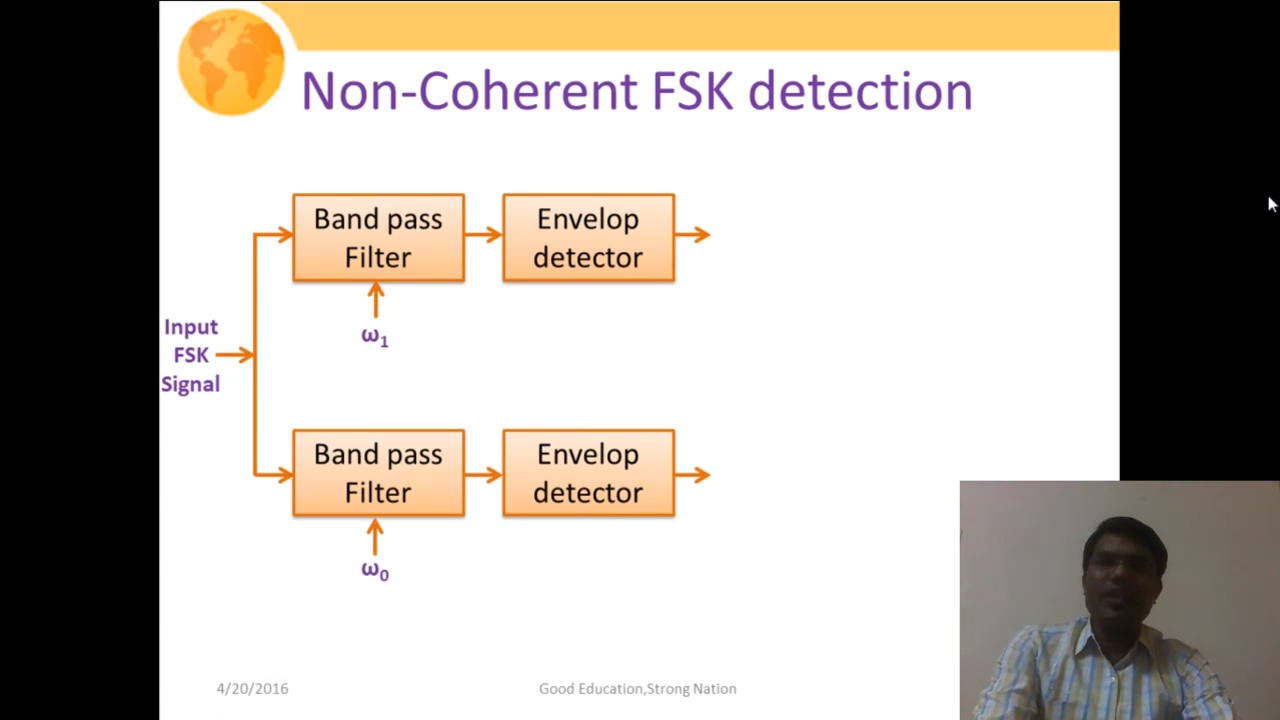 Non-Coherent FSK detection
Band pass
Filter
Envelop
detector
ω1
Input
FSK
Signal
Band pass
Filter
Envelop
detector
ω0
4/20/2016
Good Education,Strong Nation